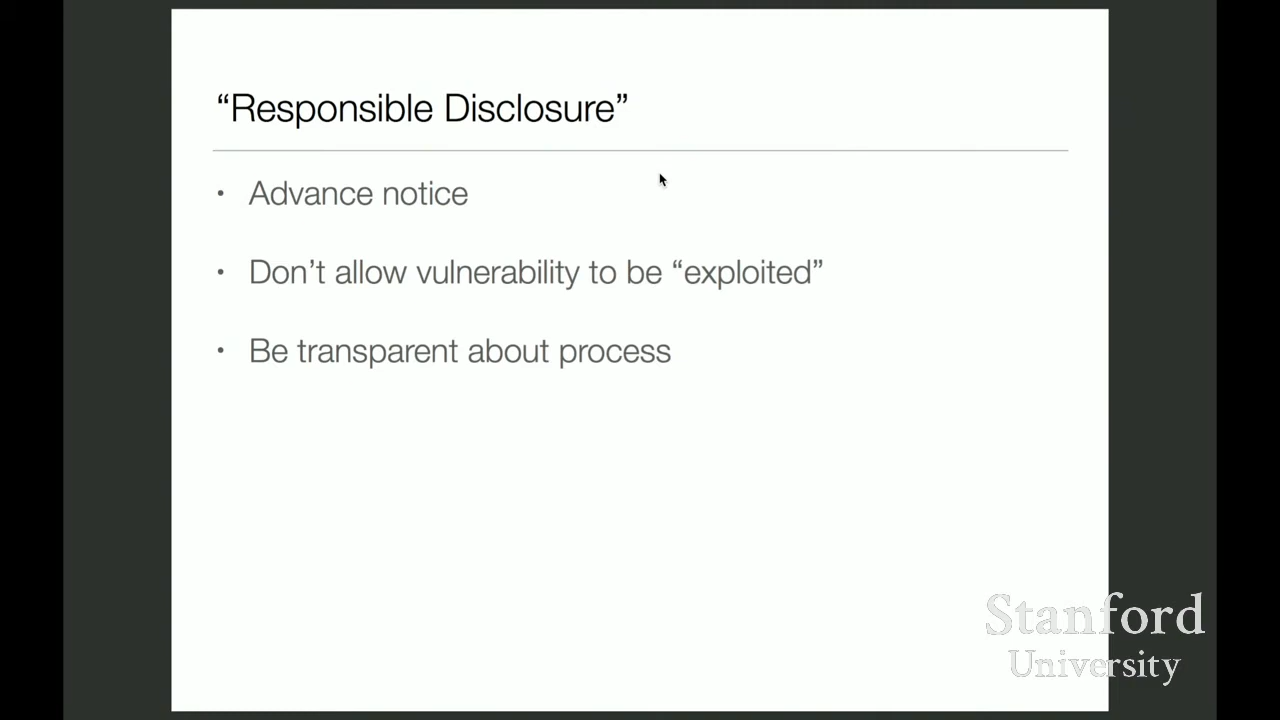 “Responsible Disclosure”
• Advance notice
• Don’t allow vulnerability to be “exploited”
• Be transparent about process
Stanford
University